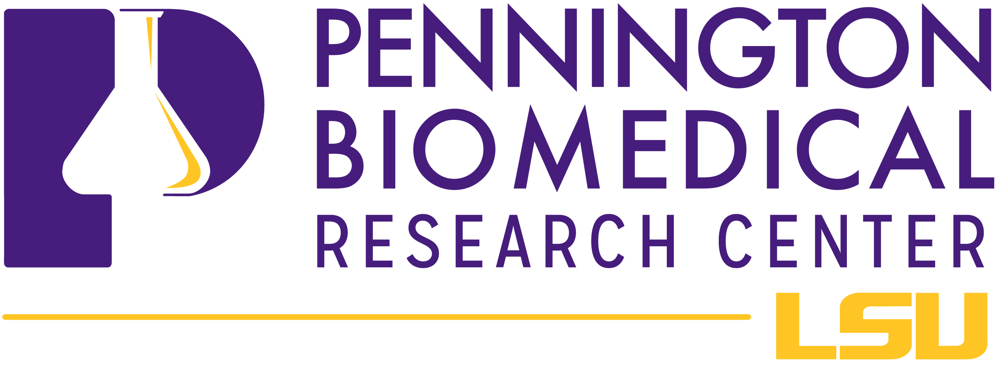 PENNINGTON
BIOMEDICAL
RESEARCH CENTER
LSU